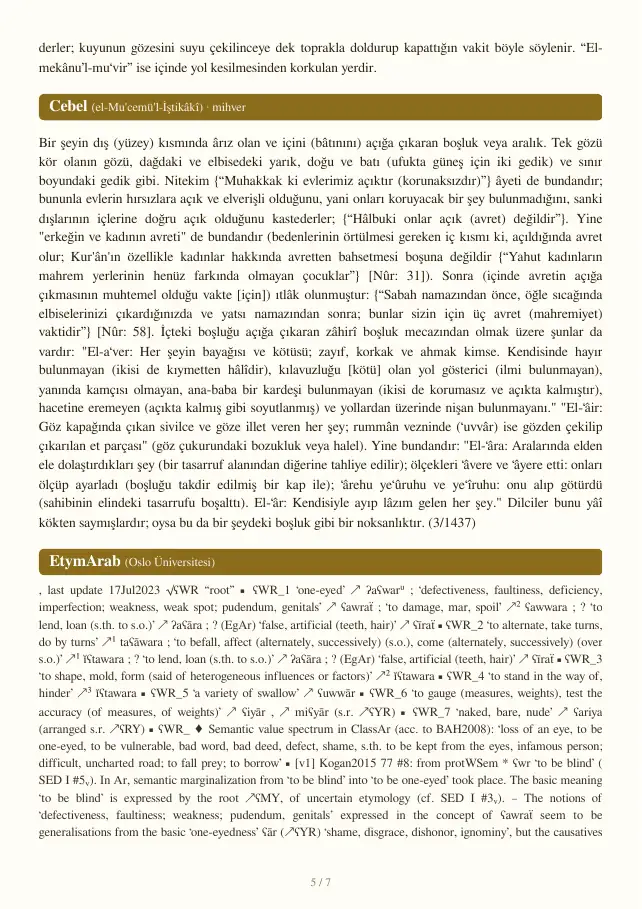 derler; kuyunun gözesini suyu çekilinceye dek toprakla doldurup kapattığın vakit böyle söylenir. “El-
mekânu’l-mu‘vir” ise içinde yol kesilmesinden korkulan yerdir.
Cebel (el-Mu'cemü'l-İştikâkî) · mihver
Bir şeyin dış (yüzey) kısmında ârız olan ve içini (bâtınını) açığa çıkaran boşluk veya aralık. Tek gözü
kör olanın gözü, dağdaki ve elbisedeki yarık, doğu ve batı (ufukta güneş için iki gedik) ve sınır
boyundaki gedik gibi. Nitekim {“Muhakkak ki evlerimiz açıktır (korunaksızdır)”} âyeti de bundandır;
bununla evlerin hırsızlara açık ve elverişli olduğunu, yani onları koruyacak bir şey bulunmadığını, sanki
dışlarının içlerine doğru açık olduğunu kastederler; {“Hâlbuki onlar açık (avret) değildir”}. Yine
"erkeğin ve kadının avreti" de bundandır (bedenlerinin örtülmesi gereken iç kısmı ki, açıldığında avret
olur; Kur'ân'ın özellikle kadınlar hakkında avretten bahsetmesi boşuna değildir {“Yahut kadınların
mahrem yerlerinin henüz farkında olmayan çocuklar”} [Nûr: 31]). Sonra (içinde avretin açığa
çıkmasının muhtemel olduğu vakte [için]) ıtlâk olunmuştur: {“Sabah namazından önce, öğle sıcağında
elbiselerinizi çıkardığınızda ve yatsı namazından sonra; bunlar sizin için üç avret (mahremiyet)
vaktidir”} [Nûr: 58]. İçteki boşluğu açığa çıkaran zâhirî boşluk mecazından olmak üzere şunlar da
vardır: "El-a‘ver: Her şeyin bayağısı ve kötüsü; zayıf, korkak ve ahmak kimse. Kendisinde hayır
bulunmayan (ikisi de kıymetten hâlîdir), kılavuzluğu [kötü] olan yol gösterici (ilmi bulunmayan),
yanında kamçısı olmayan, ana-baba bir kardeşi bulunmayan (ikisi de korumasız ve açıkta kalmıştır),
hacetine eremeyen (açıkta kalmış gibi soyutlanmış) ve yollardan üzerinde nişan bulunmayanı." "El-‘âir:
Göz kapağında çıkan sivilce ve göze illet veren her şey; rummân vezninde (‘uvvâr) ise gözden çekilip
çıkarılan et parçası" (göz çukurundaki bozukluk veya halel). Yine bundandır: "El-‘âra: Aralarında elden
ele dolaştırdıkları şey (bir tasarruf alanından diğerine tahliye edilir); ölçekleri ‘âvere ve ‘âyere etti: onları
ölçüp ayarladı (boşluğu takdir edilmiş bir kap ile); ‘ârehu ye‘ûruhu ve ye‘îruhu: onu alıp götürdü
(sahibinin elindeki tasarrufu boşalttı). El-‘âr: Kendisiyle ayıp lâzım gelen her şey." Dilciler bunu yâî
kökten saymışlardır; oysa bu da bir şeydeki boşluk gibi bir noksanlıktır. (3/1437)
EtymArab (Oslo Üniversitesi)
, last update 17Jul2023 √ʕWR “root” ▪ ʕWR_1 ‘one-eyed’ ↗ ʔaʕwarᵘ ; ‘defectiveness, faultiness, deficiency,
imperfection; weakness, weak spot; pudendum, genitals’ ↗ ʕawraẗ ; ‘to damage, mar, spoil’ ↗² ʕawwara ; ? ‘to
lend, loan (s.th. to s.o.)’ ↗ ʔaʕāra ; ? (EgAr) ‘false, artificial (teeth, hair)’ ↗ ʕīraẗ ▪ ʕWR_2 ‘to alternate, take turns,
do by turns’ ↗¹ taʕāwara ; ‘to befall, affect (alternately, successively) (s.o.), come (alternately, successively) (over
s.o.)’ ↗¹ ĭʕtawara ; ? ‘to lend, loan (s.th. to s.o.)’ ↗ ʔaʕāra ; ? (EgAr) ‘false, artificial (teeth, hair)’ ↗ ʕīraẗ ▪ ʕWR_3
‘to shape, mold, form (said of heterogeneous influences or factors)’ ↗² ĭʕtawara ▪ ʕWR_4 ‘to stand in the way of,
hinder’ ↗³ ĭʕtawara ▪ ʕWR_5 ‘a variety of swallow’ ↗ ʕuwwār ▪ ʕWR_6 ‘to gauge (measures, weights), test the
accuracy (of measures, of weights)’ ↗ ʕiyār , ↗ miʕyār (s.r. ↗ʕYR) ▪ ʕWR_7 ‘naked, bare, nude’ ↗ ʕariya
(arranged s.r. ↗ʕRY) ▪ ʕWR_ ♦ Semantic value spectrum in ClassAr (acc. to BAH2008): ‘loss of an eye, to be
one-eyed, to be vulnerable, bad word, bad deed, defect, shame, s.th. to be kept from the eyes, infamous person;
difficult, uncharted road; to fall prey; to borrow’ ▪ [v1] Kogan2015 77 #8: from protWSem * ʕwr ‘to be blind’ (
SED I #5ᵥ). In Ar, semantic marginalization from ‘to be blind’ into ‘to be one-eyed’ took place. The basic meaning
‘to be blind’ is expressed by the root ↗ʕMY, of uncertain etymology (cf. SED I #3ᵥ). – The notions of
‘defectiveness, faultiness; weakness; pudendum, genitals’ expressed in the concept of ʕawraẗ seem to be
generalisations from the basic ‘one-eyedness’ ʕār (↗ʕYR) ‘shame, disgrace, dishonor, ignominy’, but the causatives
5 / 7